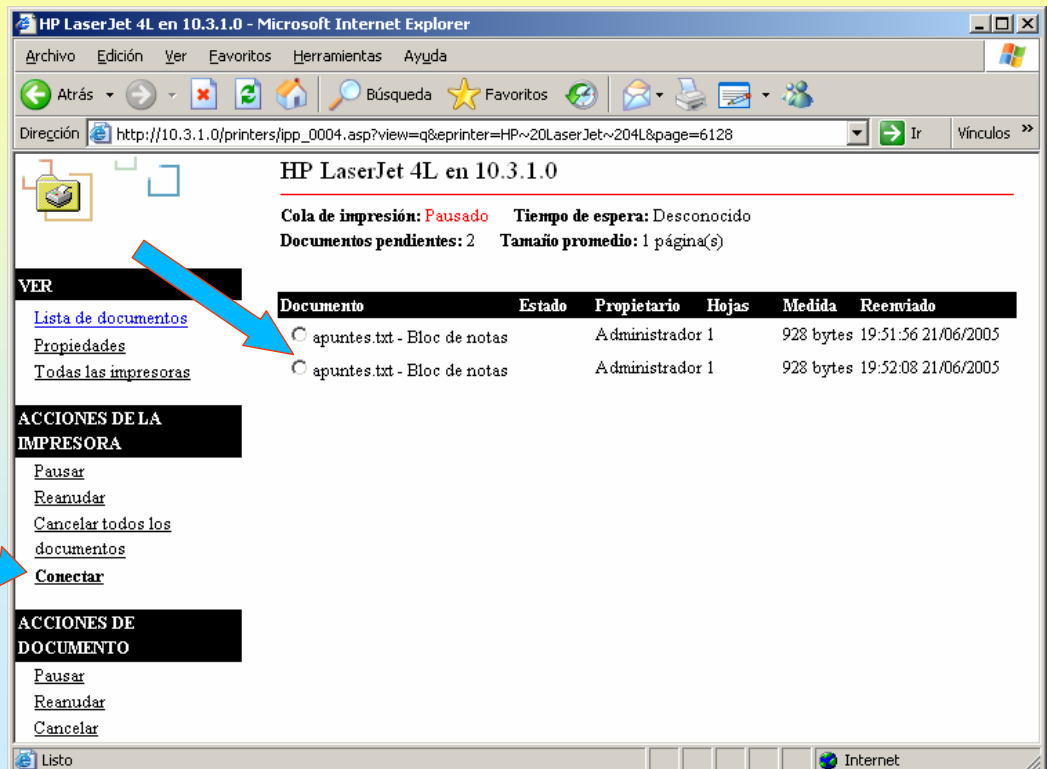 HP LaserJet 4L en 10.3.1.0 - Microsoft Internet Explorer
Archivo Edición Ver Favoritos Herramientas Ayuda
Atrás Búsqueda Favoritos
Dirección http://10.3.1.0/printers/ipp_0004.asp?view=q&eprinter=HP~20LaserJet~204L&page=6128 Ir Vínculos »
HP LaserJet 4L en 10.3.1.0
Cola de impresión: Pausado Tiempo de espera: Desconocido
Documentos pendientes: 2 Tamaño promedio: 1 página(s)
VER
Lista de documentos
Propiedades
Todas las impresoras
Documento Estado Propietario Hojas Medida Reenviado
apuntes.txt - Bloc de notas Administrador 1 928 bytes 19:51:56 21/06/2005
apuntes.txt - Bloc de notas Administrador 1 928 bytes 19:52:08 21/06/2005
ACCIONES DE LA
IMPRESORA
Pausar
Reanudar
Cancelar todos los
documentos
Conectar
ACCIONES DE
DOCUMENTO
Pausar
Reanudar
Cancelar
Listo Internet